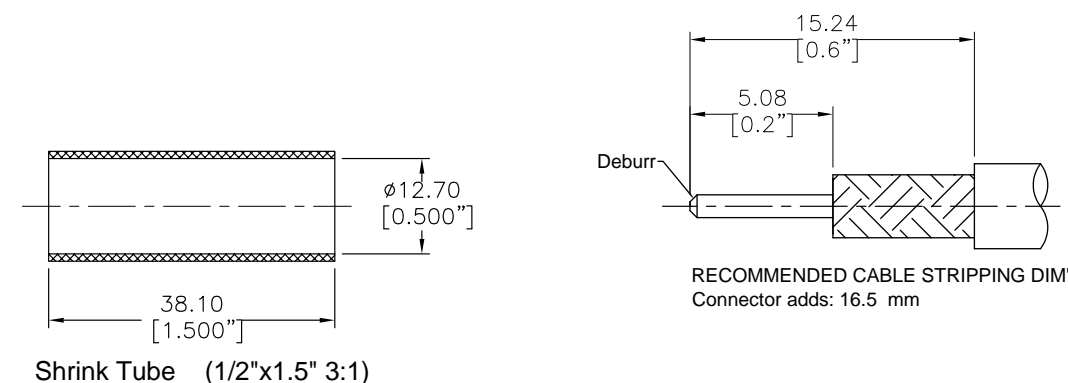 15.24
[0.6"]
5.08
[0.2"]
Deburr
ø12.70
[0.500"]
38.10
[1.500"]
RECOMMENDED CABLE STRIPPING DIM'
Connector adds: 16.5 mm
Shrink Tube (1/2"x1.5" 3:1)